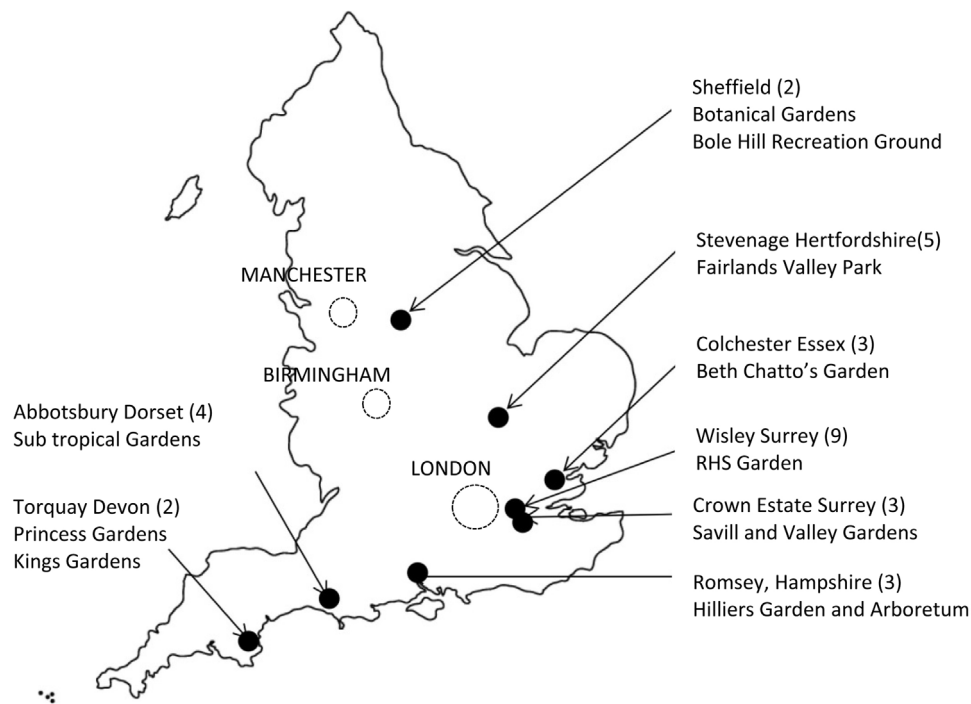 Sheffield (2)
Botanical Gardens
Bole Hill Recreation Ground
Stevenage Hertfordshire(5)
Fairlands Valley Park
MANCHESTER
Colchester Essex (3)
Beth Chatto’s Garden
BIRMINGHAM
Abbotsbury Dorset (4)
Sub tropical Gardens
Wisley Surrey (9)
RHS Garden
LONDON
Torquay Devon (2)
Princess Gardens
Kings Gardens
Crown Estate Surrey (3)
Savill and Valley Gardens
Romsey, Hampshire (3)
Hilliers Garden and Arboretum